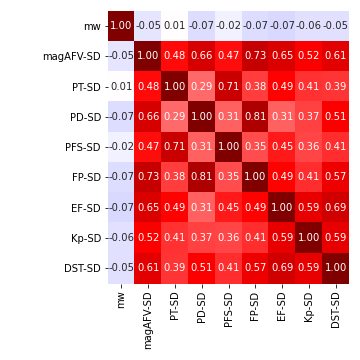 mw 1.00 -0.05 0.01 -0.07 -0.02 -0.07 -0.07 -0.06 -0.05
magAFV-SD -0.05 1.00 0.48 0.66 0.47 0.73 0.65 0.52 0.61
PT-SD 0.01 0.48 1.00 0.29 0.71 0.38 0.49 0.41 0.39
PD-SD -0.07 0.66 0.29 1.00 0.31 0.81 0.31 0.37 0.51
PFS-SD -0.02 0.47 0.71 0.31 1.00 0.35 0.45 0.36 0.41
FP-SD -0.07 0.73 0.38 0.81 0.35 1.00 0.49 0.41 0.57
EF-SD -0.07 0.65 0.49 0.31 0.45 0.49 1.00 0.59 0.69
Kp-SD -0.06 0.52 0.41 0.37 0.36 0.41 0.59 1.00 0.59
DST-SD -0.05 0.61 0.39 0.51 0.41 0.57 0.69 0.59 1.00
mw magAFV-SD PT-SD PD-SD PFS-SD FP-SD EF-SD Kp-SD DST-SD